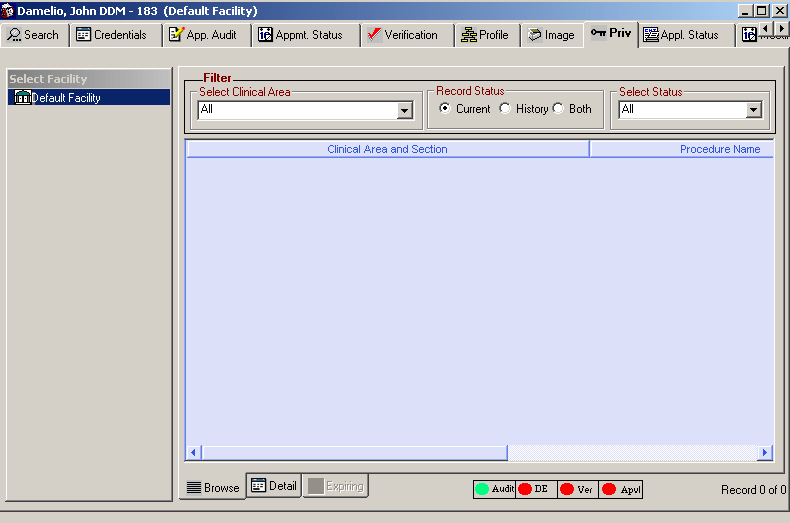 Damelio, John DDM - 183 (Default Facility)
Search Credentials App. Audit Appmt. Status Verification Profile Image Priv Appl. Status
Select Facility
Default Facility
Filter
Select Clinical Area
All
Record Status
Current History Both
Select Status
All
Clinical Area and Section Procedure Name
Browse Detail Expiring
Audit DE Ver Apvl
Record 0 of 0